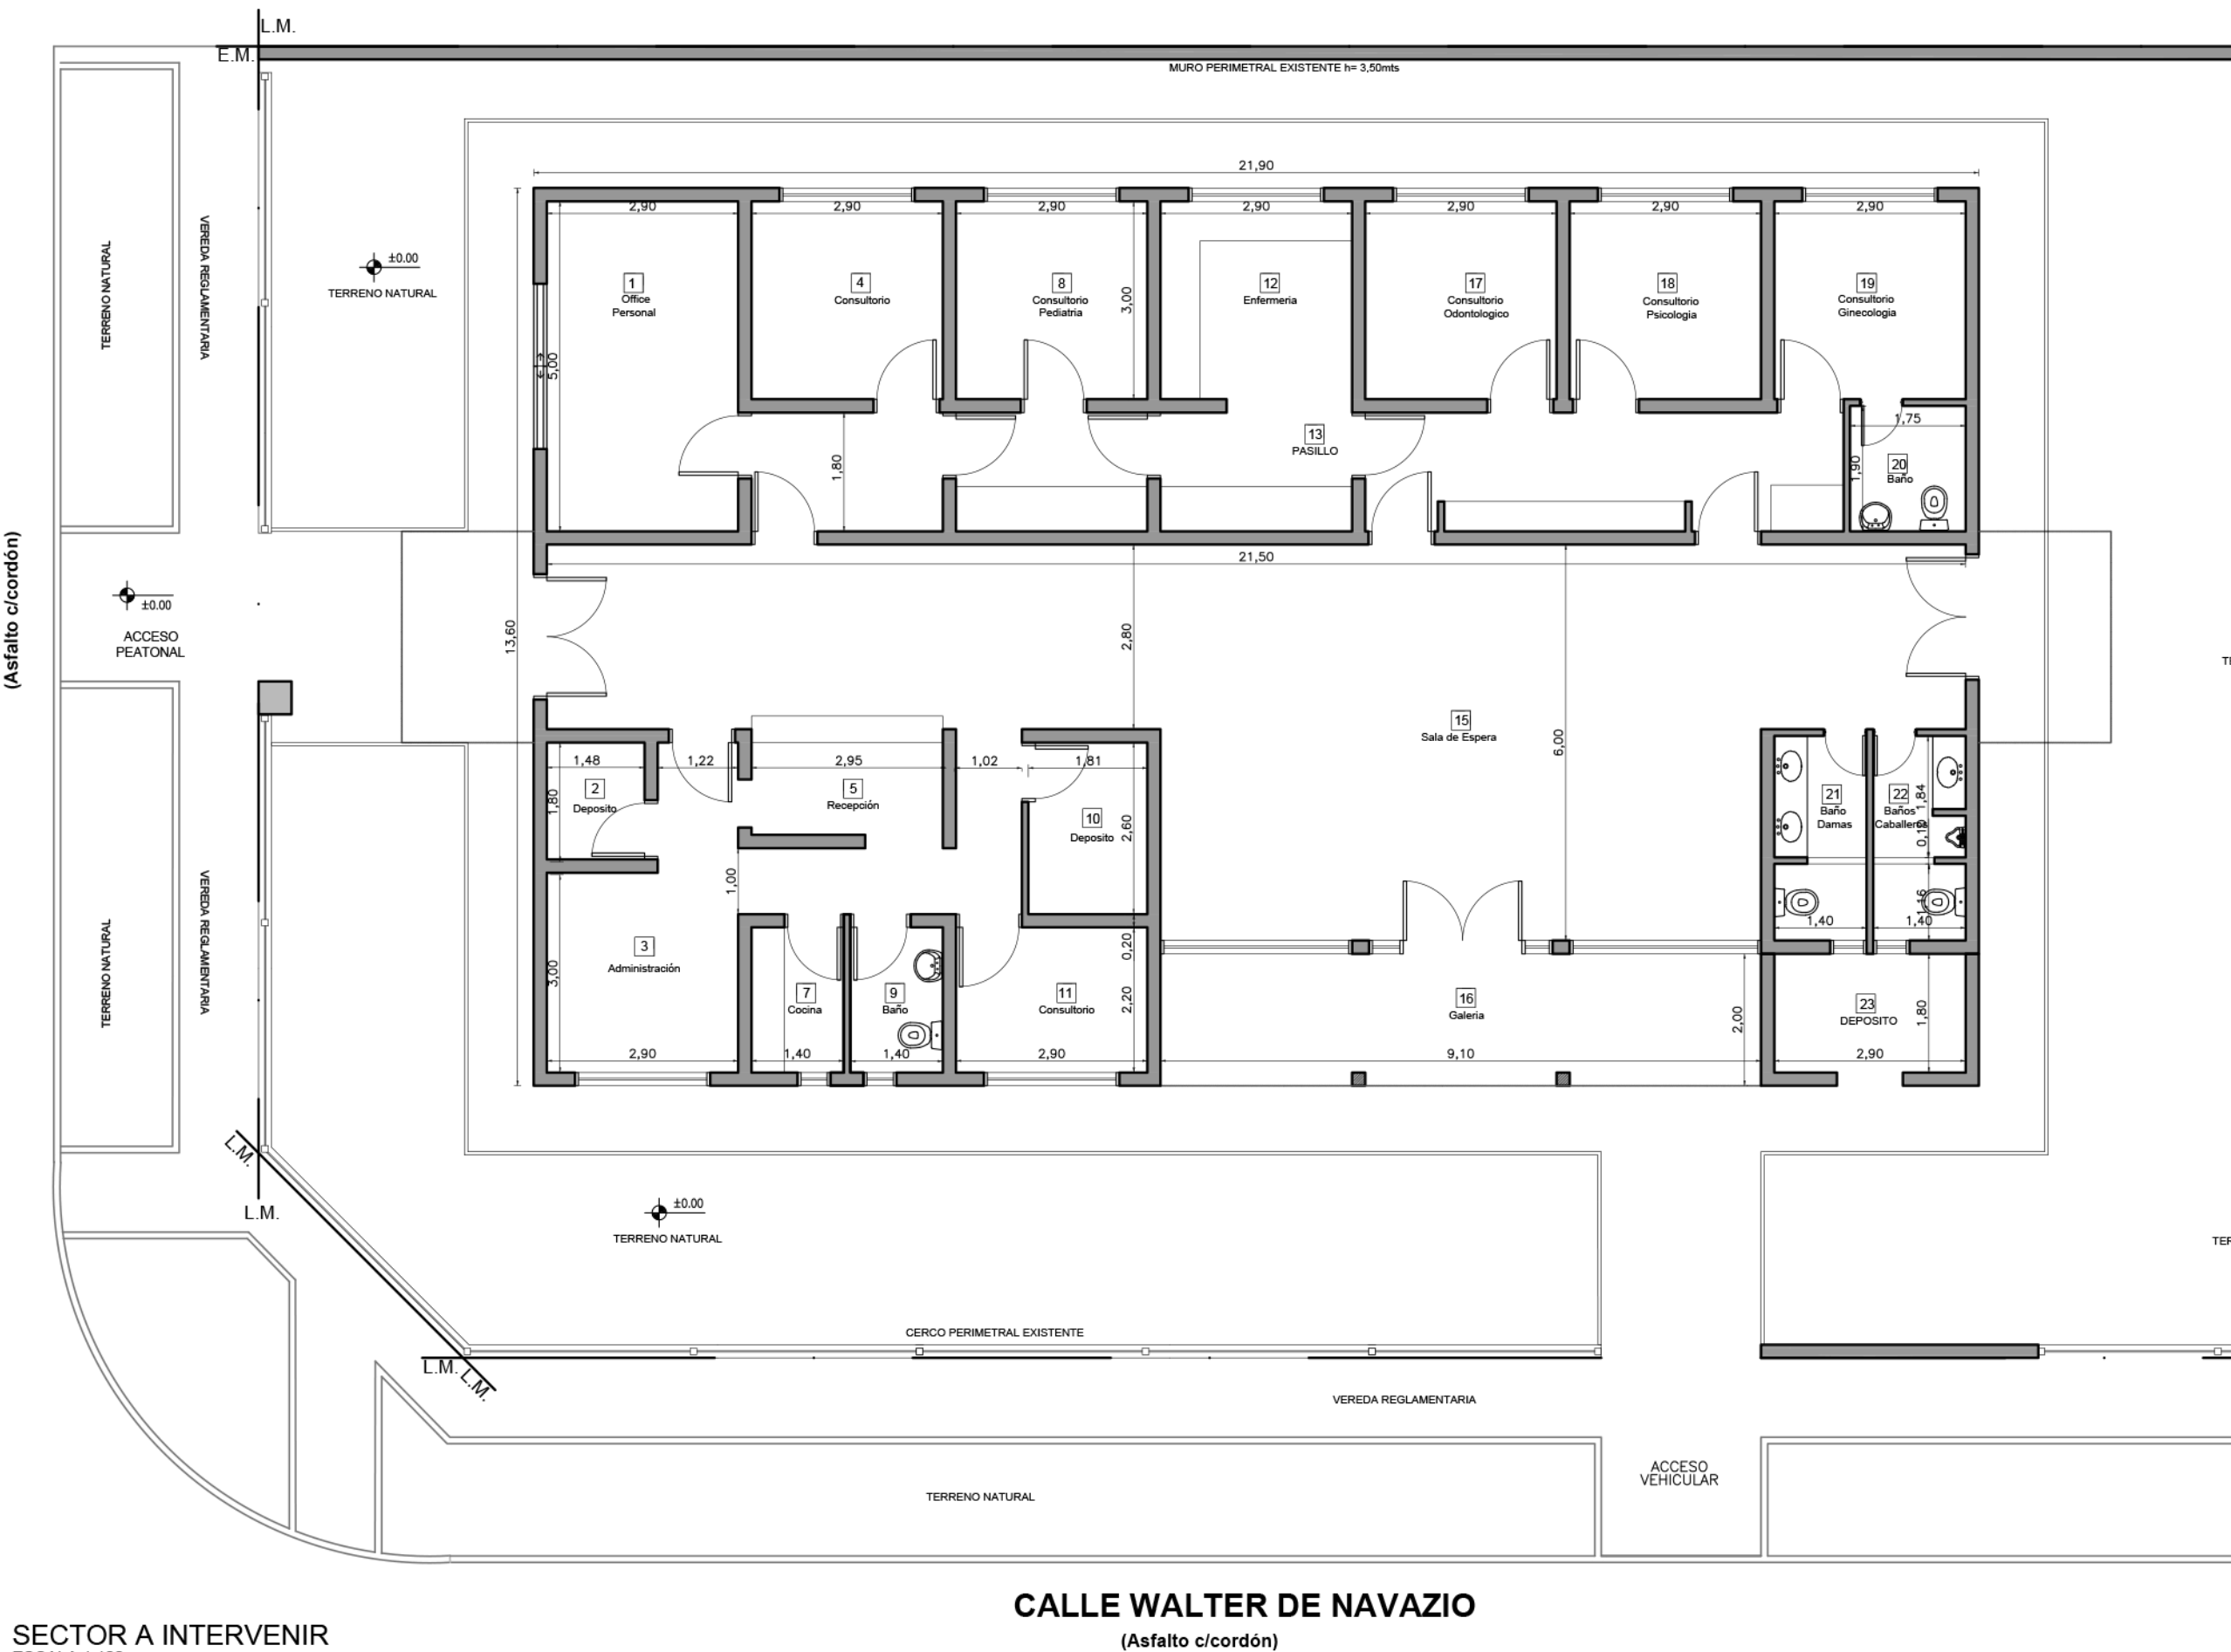 L.M.
E.M.
MURO PERIMETRAL EXISTENTE h= 3,50mts
21,90
2,90
2,90
2,90
2,90
2,90
2,90
2,90
TERRENO NATURAL
VEREDA REGLAMENTARIA
±0.00
TERRENO NATURAL
1
Office
Personal
5,00
4
Consultorio
8
Consultorio
Pediatria
3,00
12
Enfermeria
17
Consultorio
Odontologico
18
Consultorio
Psicologia
19
Consultorio
Ginecologia
1,80
13
PASILLO
1,75
1,90
20
Baño
21,50
(Asfalto c/cordón)
±0.00
ACCESO
PEATONAL
13,60
2,80
15
Sala de Espera
6,00
1,48
1,22
2,95
1,02
1,81
2
Deposito
1,80
5
Recepción
10
Deposito
2,60
21
Baño
Damas
22
Baños
Caballeros
1,84
1,00
1,40
1,40
TERRENO NATURAL
VEREDA REGLAMENTARIA
3
Administración
3,00
2,90
7
Cocina
1,40
9
Baño
1,40
11
Consultorio
2,90
0,20
2,20
16
Galeria
9,10
2,00
23
DEPOSITO
1,80
2,90
L.M.
L.M.
±0.00
TERRENO NATURAL
CERCO PERIMETRAL EXISTENTE
L.M.
L.M.
VEREDA REGLAMENTARIA
ACCESO
VEHICULAR
TERRENO NATURAL
CALLE WALTER DE NAVAZIO
(Asfalto c/cordón)
SECTOR A INTERVENIR